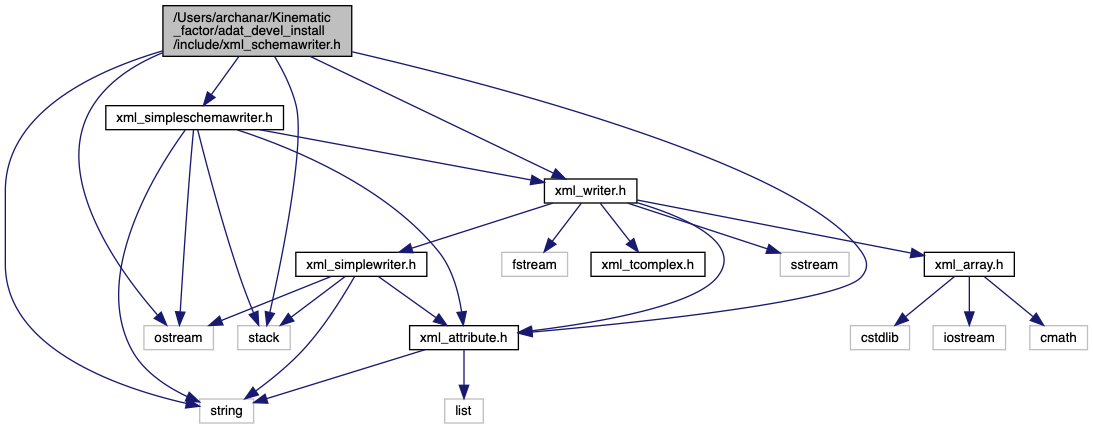 /Users/archanar/Kinematic
_factor/adat_devel_install
/include/xml_schemawriter.h
xml_simpleschemawriter.h
xml_writer.h
xml_simplewriter.h
fstream
xml_tcomplex.h
sstream
xml_array.h
ostream
stack
xml_attribute.h
cstdlib
iostream
cmath
string
list